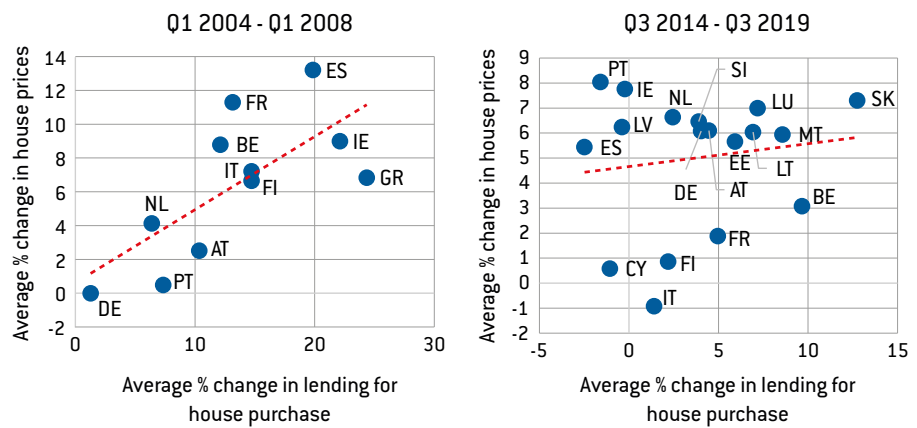 Q1 2004 - Q1 2008
Average % change in house prices
14
12
10
8
6
4
2
0
-2
ES
FR
BE
IE
IT
FI
GR
NL
AT
PT
DE
0
10
20
30
Average % change in lending for
house purchase
Q3 2014 - Q3 2019
Average % change in house prices
9
8
7
6
5
4
3
2
1
0
-1
-2
PT
IE
SI
NL
LU
SK
LV
MT
ES
EE
LT
DE
AT
BE
FR
CY
FI
IT
-5
0
5
10
15
Average % change in lending for
house purchase